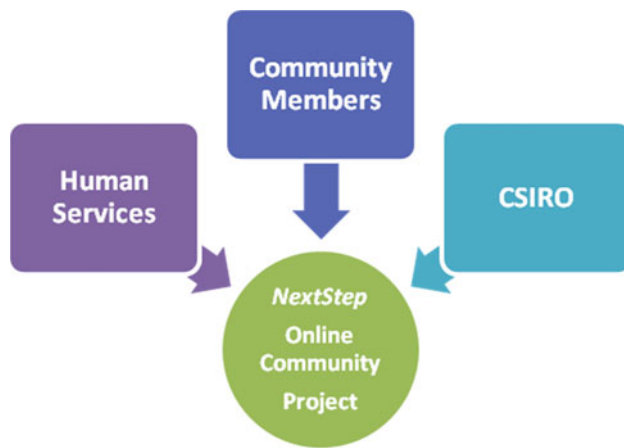 Community
Members
Human
Services
CSIRO
NextStep
Online
Community
Project